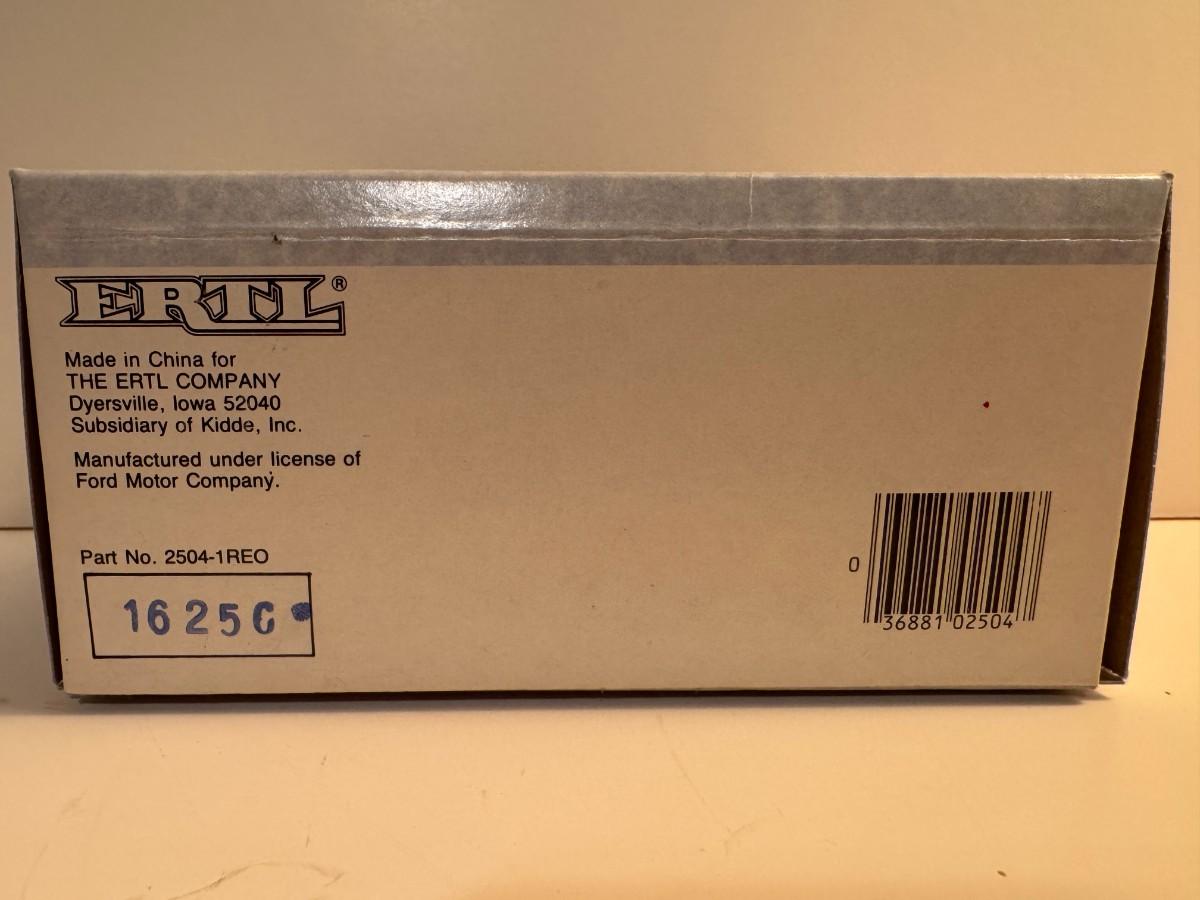 ERTL®
Made in China for
THE ERTL COMPANY
Dyersville, Iowa 52040
Subsidiary of Kidde, Inc.
Manufactured under license of
Ford Motor Company.
Part No. 2504-1REO
16256
0
36881 02504